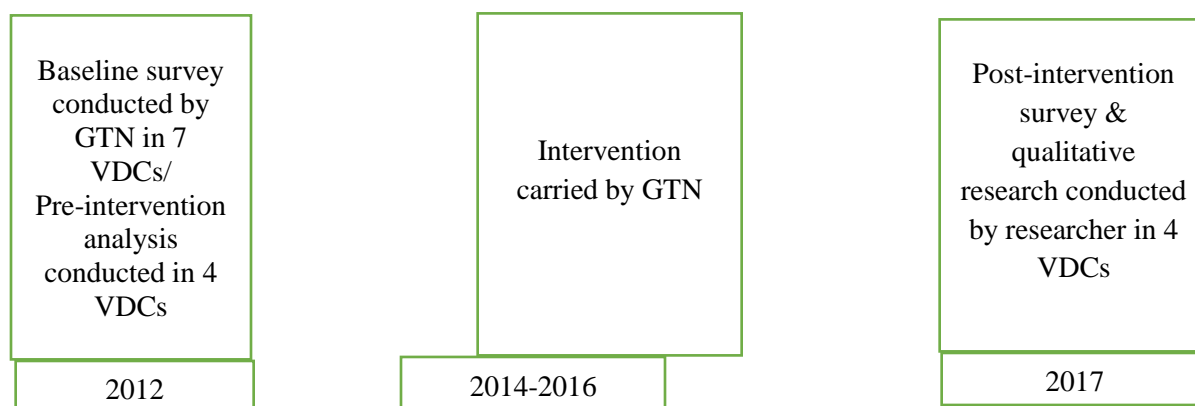 Baseline survey
conducted by
GTN in 7
VDCs/
Pre-intervention
analysis
conducted in 4
VDCs
2012
Intervention
carried by GTN
2014-2016
Post-intervention
survey &
qualitative
research conducted
by researcher in 4
VDCs
2017